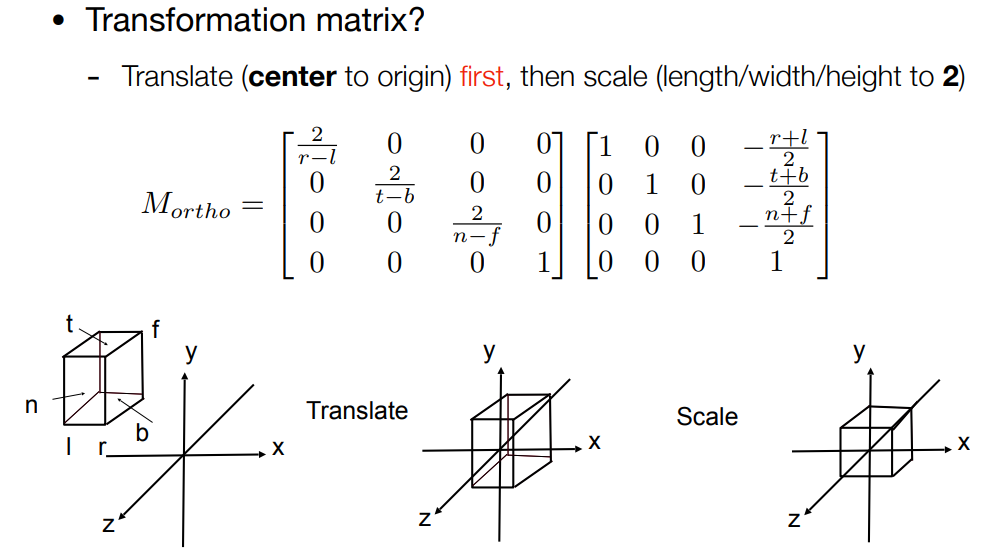 • Transformation matrix?
- Translate (center to origin) first, then scale (length/width/height to 2)
M_{ortho} = \begin{bmatrix} \frac{2}{r-l} & 0 & 0 & 0 \\ 0 & \frac{2}{t-b} & 0 & 0 \\ 0 & 0 & \frac{2}{n-f} & 0 \\ 0 & 0 & 0 & 1 \end{bmatrix} \begin{bmatrix} 1 & 0 & 0 & -\frac{r+l}{2} \\ 0 & 1 & 0 & -\frac{t+b}{2} \\ 0 & 0 & 1 & -\frac{n+f}{2} \\ 0 & 0 & 0 & 1 \end{bmatrix}
t
f
y
n
l
r
b
x
z
Translate
y
x
z
Scale
y
x
z